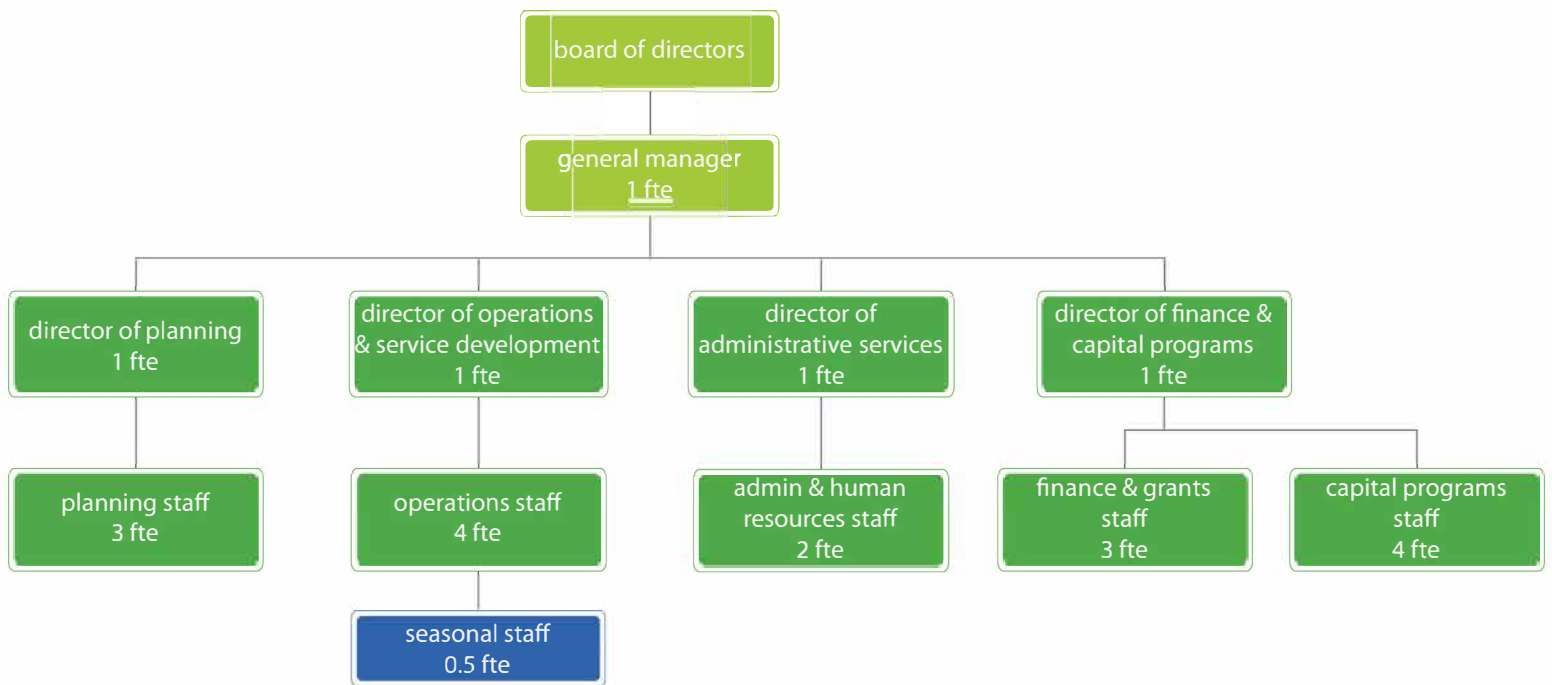 board of directors
general manager
1 fte
director of planning
1 fte
director of operations
& service development
1 fte
director of
administrative services
1 fte
director of finance &
capital programs
1 fte
planning staff
3 fte
operations staff
4 fte
admin & human
resources staff
2 fte
finance & grants
staff
3 fte
capital programs
staff
4 fte
seasonal staff
0.5 fte